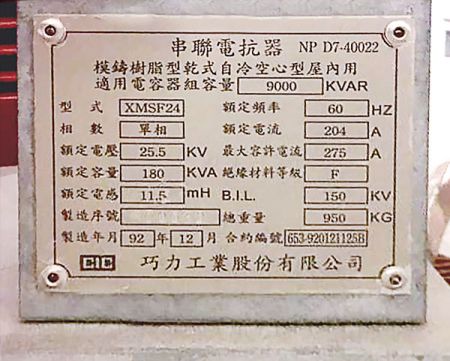 串聯電抗器 NP D7-40022
模鑄樹脂型乾式自冷空心型屋內用
適用電容器組容量 9000 KVAR
型式 XMSF24 額定頻率 60 HZ
相數 單相 額定電流 204 A
額定電壓 25.5 KV 最大容許電流 275 A
額定容量 180 KVA 絕緣材料等級 F
額定電感 11.5 mH B.I.L. 150 KV
製造序號 總重量 950 KG
製造年月 92 年 12 月 合約編號 653-920121125B
CIC 巧力工業股份有限公司